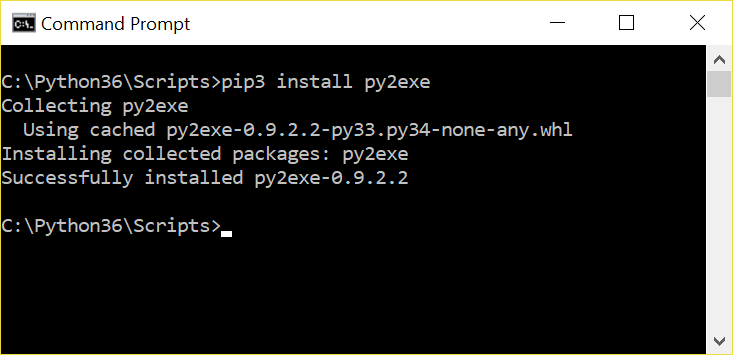 C:\. Command Prompt
C:\Python36\Scripts>pip3 install py2exe
Collecting py2exe
  Using cached py2exe-0.9.2.2-py33.py34-none-any.whl
Installing collected packages: py2exe
Successfully installed py2exe-0.9.2.2
C:\Python36\Scripts>